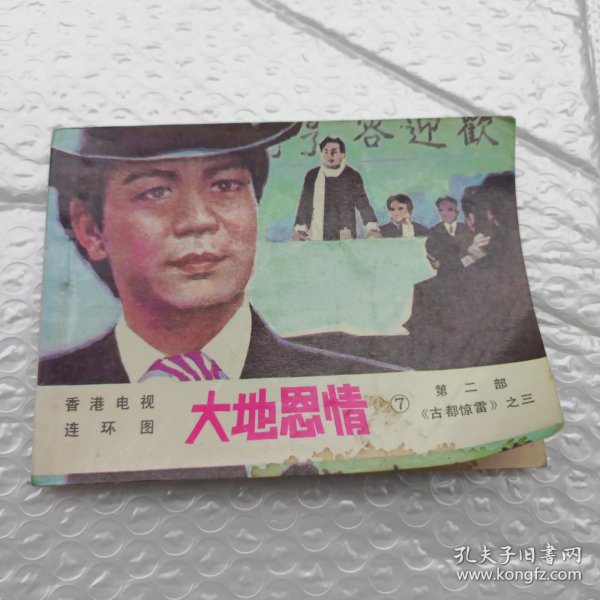 歡迎容
香港电视
连环图
大地恩情
⑦
第二部
《古都惊雷》之三
孔夫子旧书网
www.kongfz.com